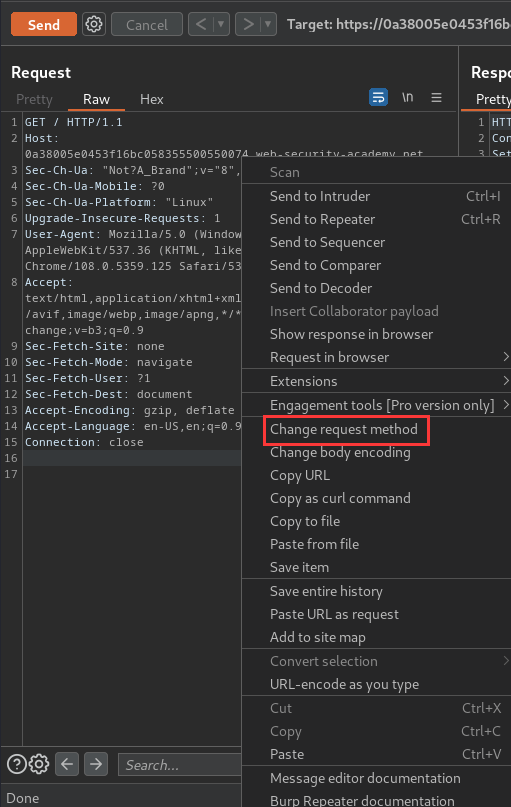 Send
Cancel
Target: https://0a38005e0453f16b
Request
Respo
Pretty
Raw
Hex
\n
Pretty
1 GET / HTTP/1.1
2 Host:
0a38005e0453f16bc058355500550074.web-security-academy.net
3 Sec-Ch-Ua: "Not?A_Brand";v="8",
4 Sec-Ch-Ua-Mobile: ?0
5 Sec-Ch-Ua-Platform: "Linux"
6 Upgrade-Insecure-Requests: 1
7 User-Agent: Mozilla/5.0 (Window
AppleWebKit/537.36 (KHTML, like
Chrome/108.0.5359.125 Safari/53
8 Accept:
text/html,application/xhtml+xml
/avif,image/webp,image/apng,*/*
change;v=b3;q=0.9
9 Sec-Fetch-Site: none
10 Sec-Fetch-Mode: navigate
11 Sec-Fetch-User: ?1
12 Sec-Fetch-Dest: document
13 Accept-Encoding: gzip, deflate
14 Accept-Language: en-US,en;q=0.9
15 Connection: close
16
17
1 HTT
2 Con
3 Set
Scan
Send to Intruder Ctrl+I
Send to Repeater Ctrl+R
Send to Sequencer
Send to Comparer
Send to Decoder
Insert Collaborator payload
Show response in browser
Request in browser
Extensions
Engagement tools [Pro version only]
Change request method
Change body encoding
Copy URL
Copy as curl command
Copy to file
Paste from file
Save item
Save entire history
Paste URL as request
Add to site map
Convert selection
URL-encode as you type
Cut Ctrl+X
Copy Ctrl+C
Paste Ctrl+V
Message editor documentation
Burp Repeater documentation
Search...
Done